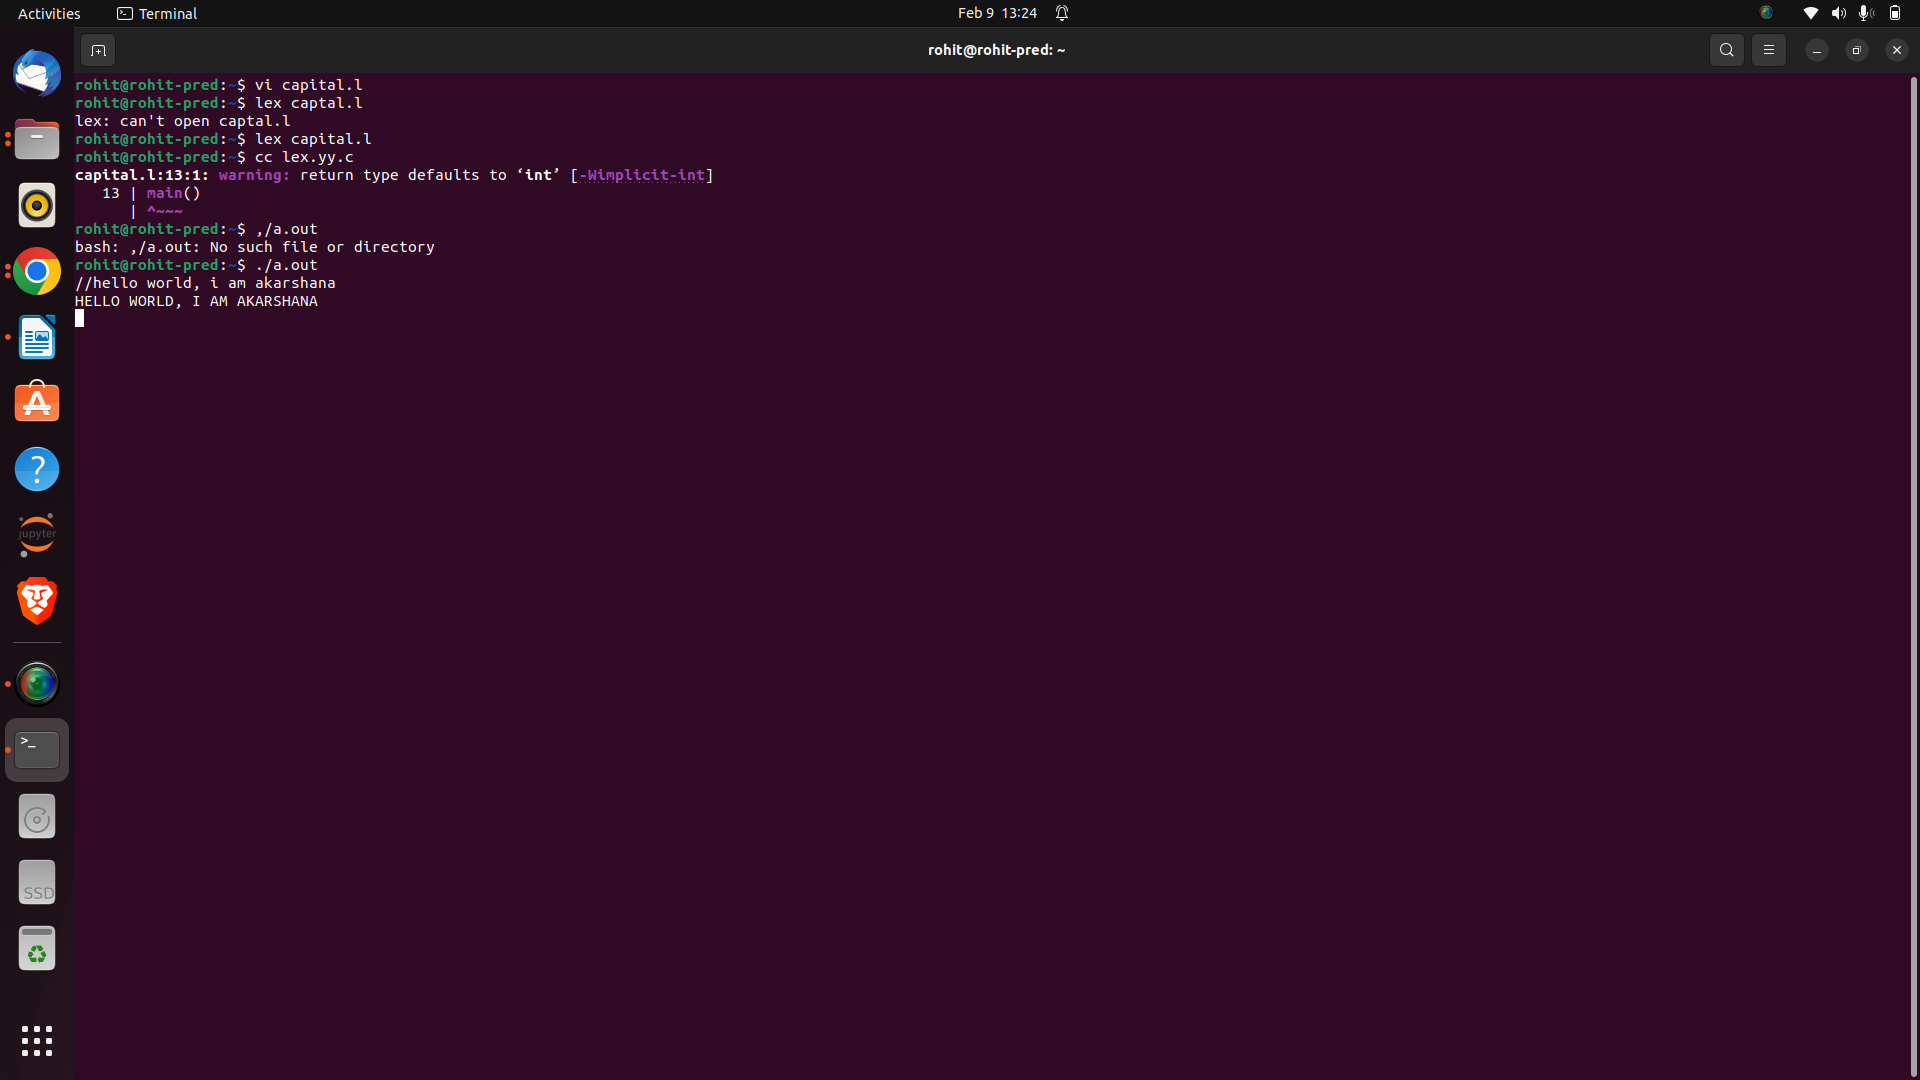 Activities
Terminal
Feb 9 13:24
rohit@rohit-pred: ~
rohit@rohit-pred:~$ vi capital.l
rohit@rohit-pred:~$ lex captal.l
lex: can't open captal.l
rohit@rohit-pred:~$ lex capital.l
rohit@rohit-pred:~$ cc lex.yy.c
capital.l:13:1: warning: return type defaults to ‘int’ [-Wimplicit-int]
   13 | main()
      | ^~~~
rohit@rohit-pred:~$ ,/a.out
bash: ,/a.out: No such file or directory
rohit@rohit-pred:~$ ./a.out
//hello world, i am akarshana
HELLO WORLD, I AM AKARSHANA
jupyter
>_
SSD